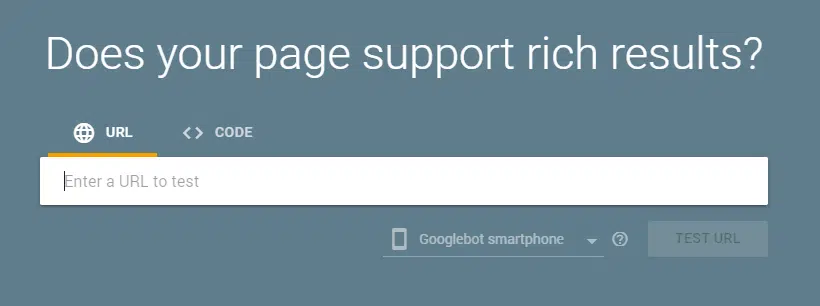 Does your page support rich results?
URL
CODE
Enter a URL to test
Googlebot smartphone
TEST URL